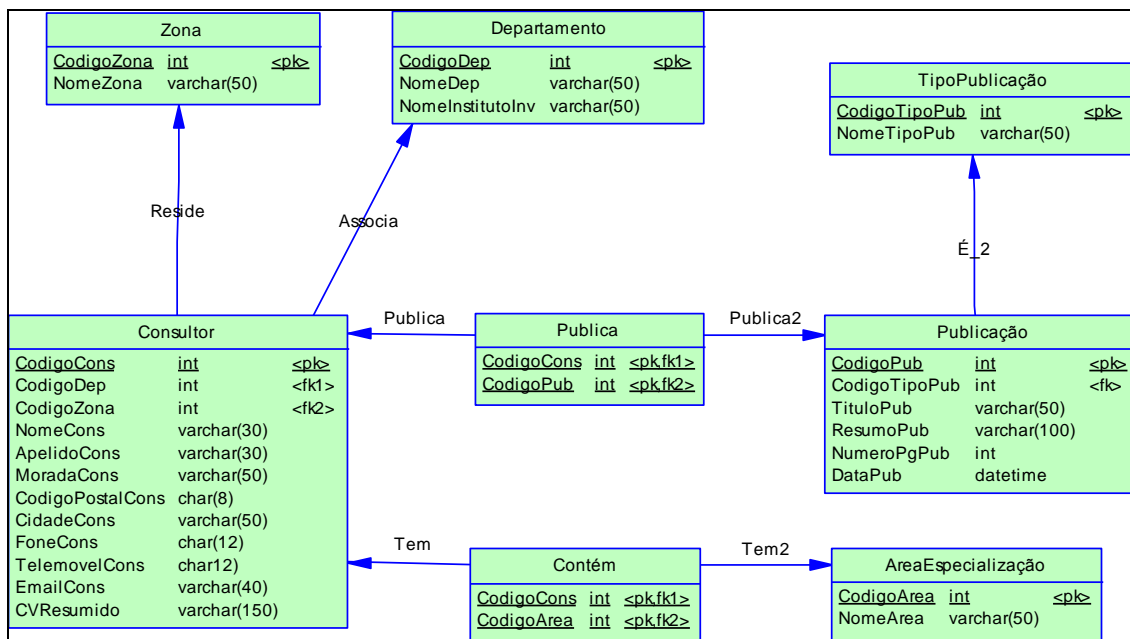 Zona
CodigoZona int <pk>
NomeZona varchar(50)
Departamento
CodigoDep int <pk>
NomeDep varchar(50)
NomeInstitutoInv varchar(50)
TipoPublicação
CodigoTipoPub int <pk>
NomeTipoPub varchar(50)
Reside
Associa
É_2
Consultor
CodigoCons int <pk>
CodigoDep int <fk1>
CodigoZona int <fk2>
NomeCons varchar(30)
ApelidoCons varchar(30)
MoradaCons varchar(50)
CodigoPostalCons char(8)
CidadeCons varchar(50)
FoneCons char(12)
TelemovelCons char12)
EmailCons varchar(40)
CVResumido varchar(150)
Publica
Publica
CodigoCons int <pk,fk1>
CodigoPub int <pk,fk2>
Publica2
Publicação
CodigoPub int <pk>
CodigoTipoPub int <fk>
TituloPub varchar(50)
ResumoPub varchar(100)
NumeroPgPub int
DataPub datetime
Tem
Contém
CodigoCons int <pk,fk1>
CodigoArea int <pk,fk2>
Tem2
AreaEspecialização
CodigoArea int <pk>
NomeArea varchar(50)